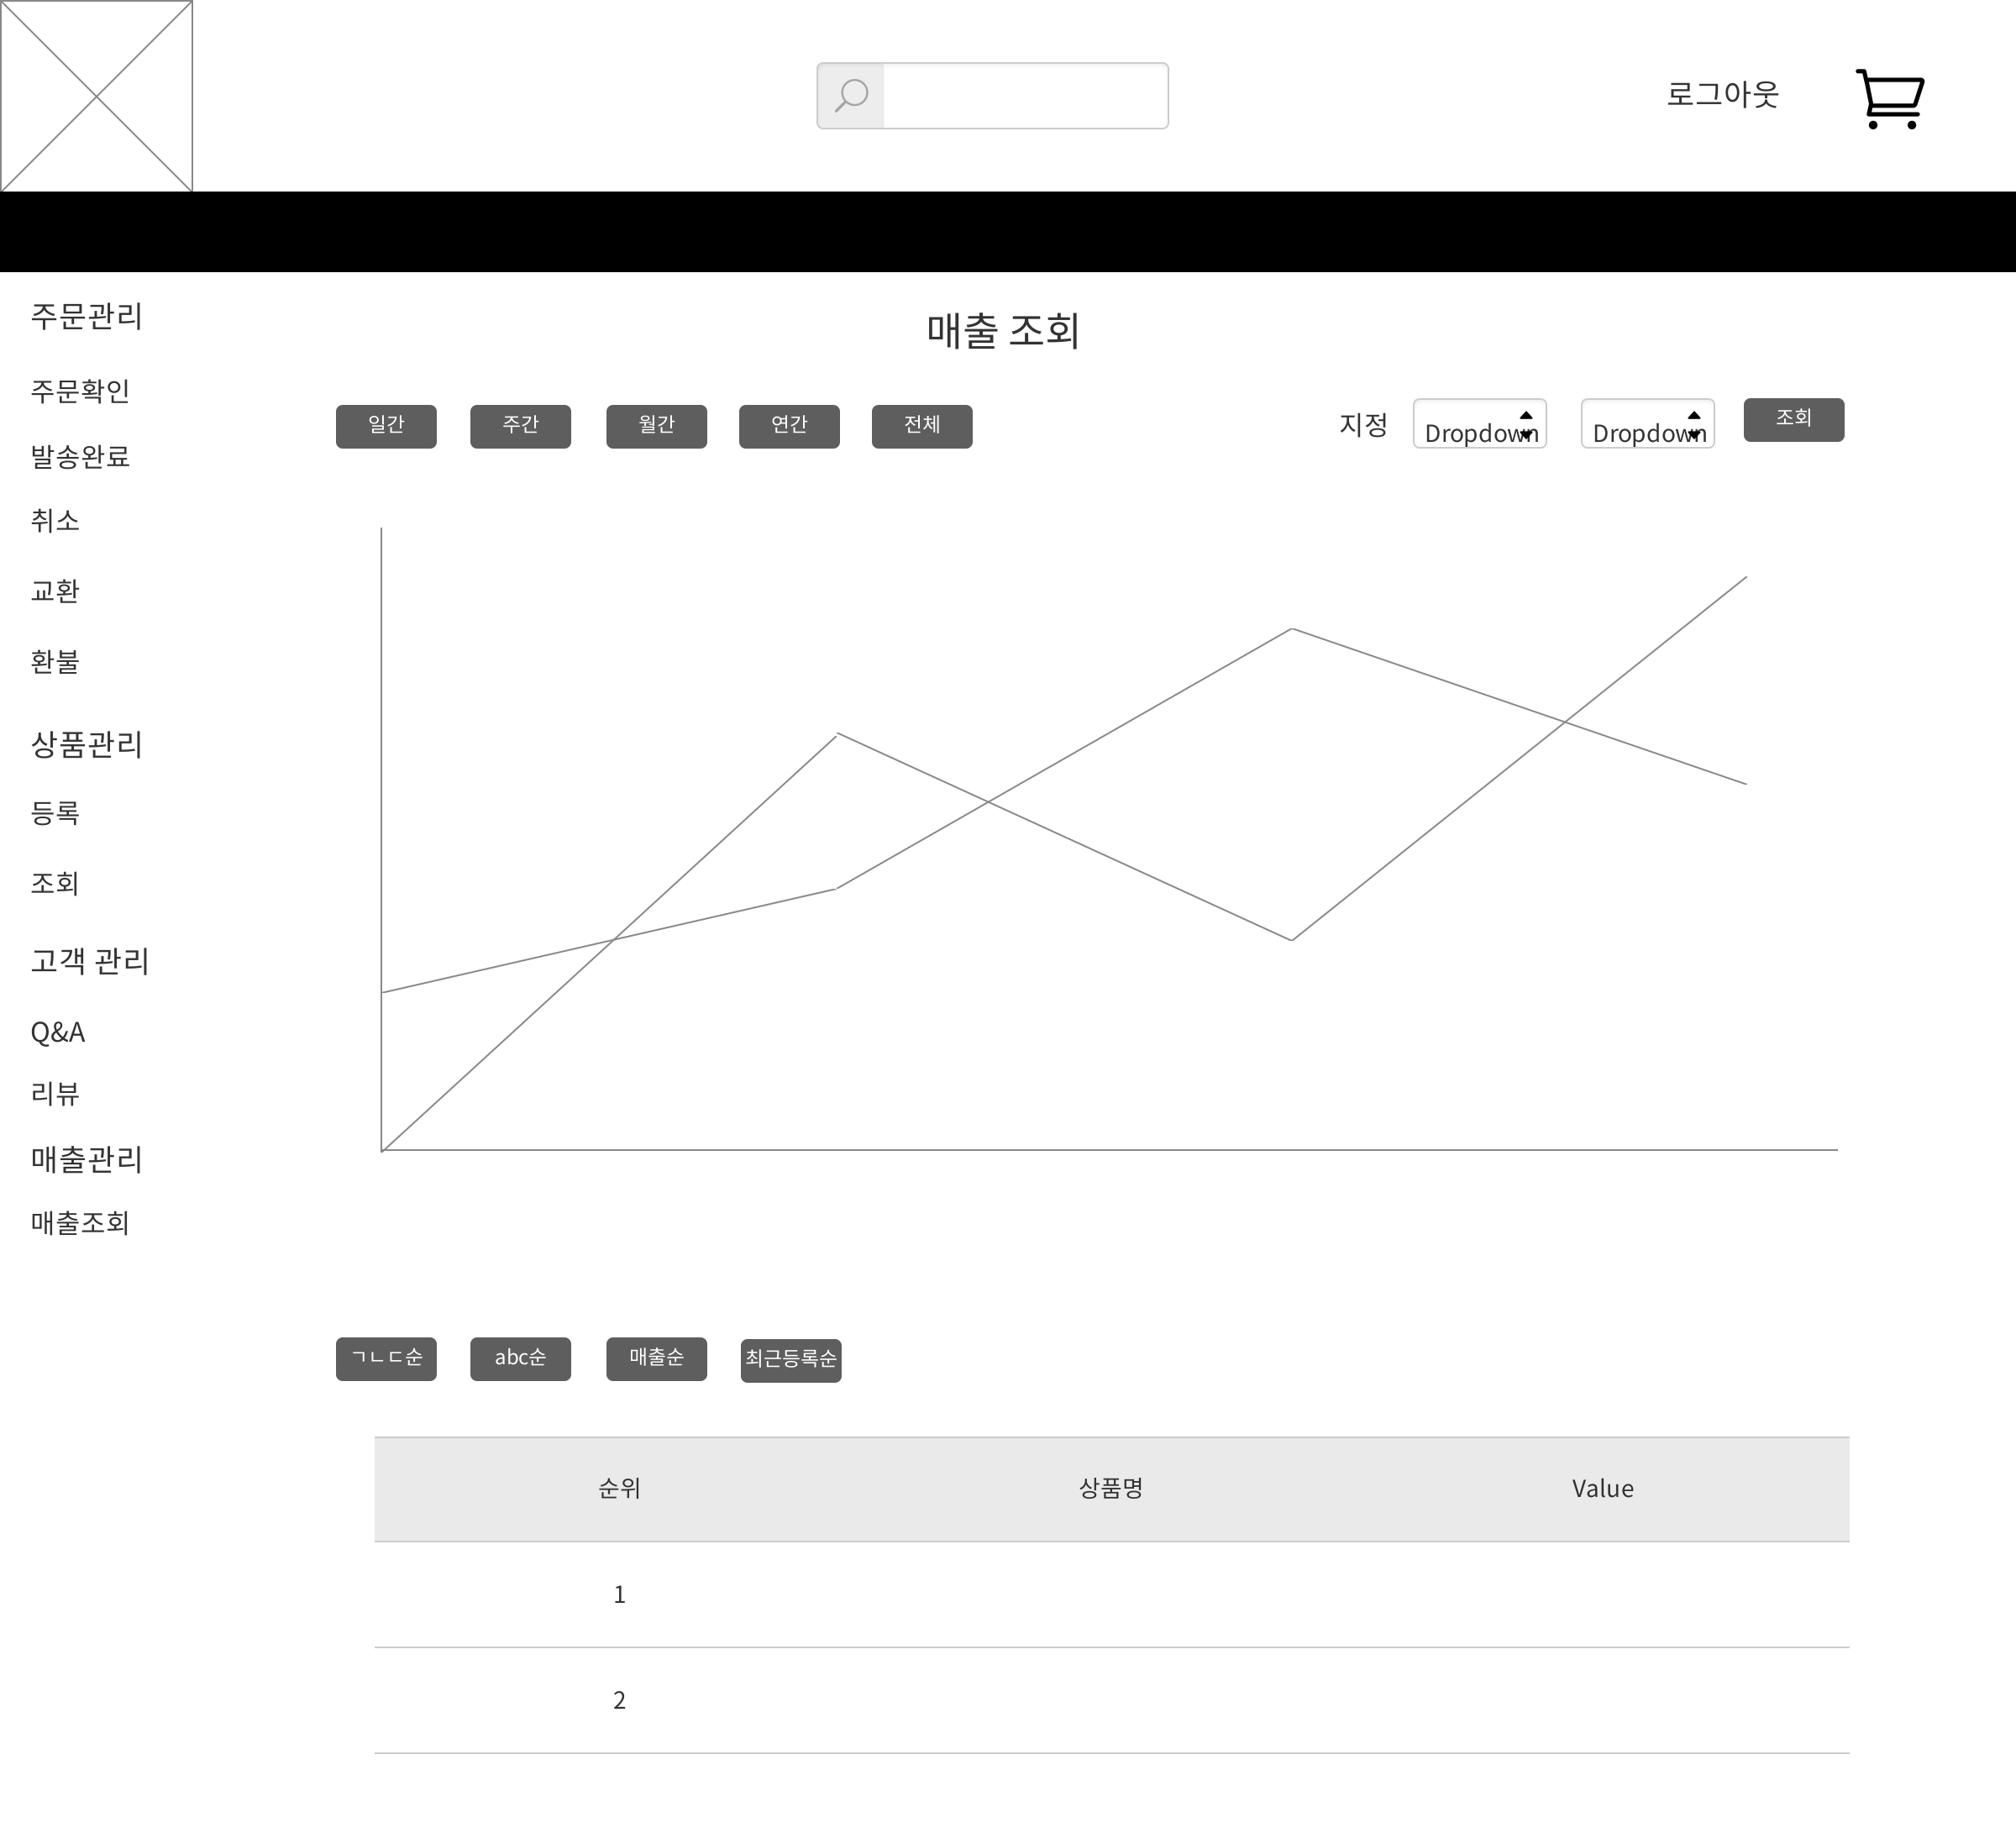 로그아웃
주문관리
주문확인
발송완료
취소
교환
환불
상품관리
등록
조회
고객 관리
Q&A
리뷰
매출관리
매출조회
매출 조회
일간 주간 월간 연간 전체
지정 Dropdown Dropdown 조회
ㄱㄴㄷ순 abc순 매출순 최근등록순
순위 상품명 Value
1
2